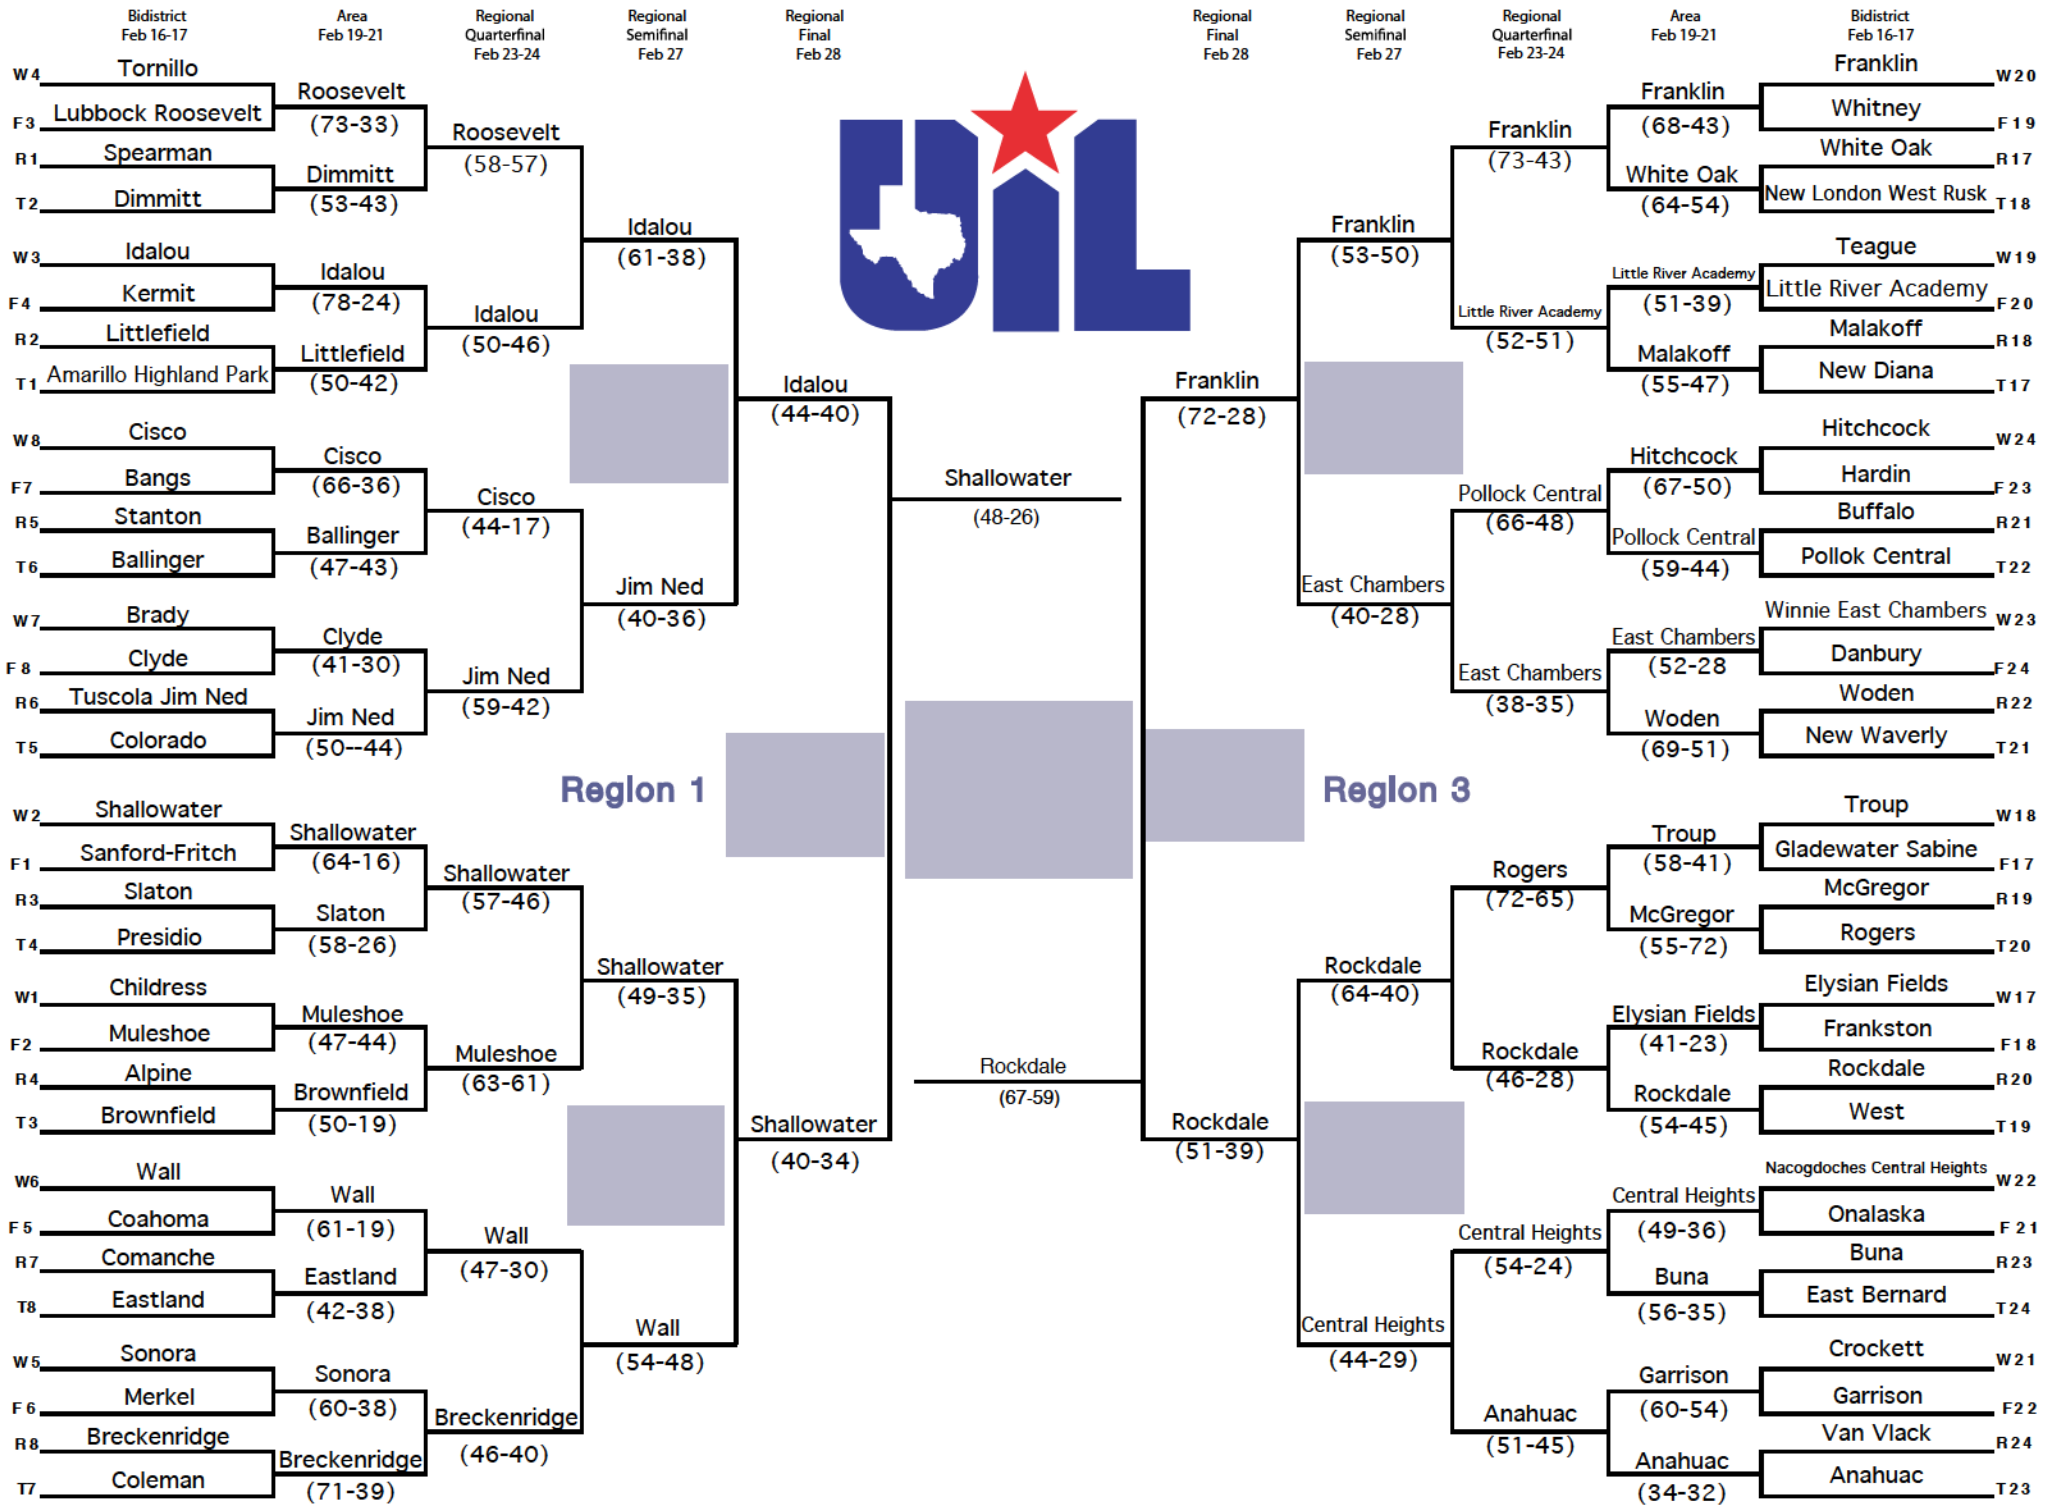 Bidistrict
Feb 16-17
Area
Feb 19-21
Regional
Quarterfinal
Feb 23-24
Regional
Semifinal
Feb 27
Regional
Final
Feb 28
Regional
Final
Feb 28
Regional
Semifinal
Feb 27
Regional
Quarterfinal
Feb 23-24
Area
Feb 19-21
Bidistrict
Feb 16-17
W4 Tornillo
F3 Lubbock Roosevelt
R1 Spearman
T2 Dimmitt
W3 Idalou
F4 Kermit
R2 Littlefield
T1 Amarillo Highland Park
W8 Cisco
F7 Bangs
R5 Stanton
T6 Ballinger
W7 Brady
F8 Clyde
R6 Tuscola Jim Ned
T5 Colorado
W2 Shallowater
F1 Sanford-Fritch
R3 Slaton
T4 Presidio
W1 Childress
F2 Muleshoe
R4 Alpine
T3 Brownfield
W6 Wall
F5 Coahoma
R7 Comanche
T8 Eastland
W5 Sonora
F6 Merkel
R8 Breckenridge
T7 Coleman
Roosevelt
(73-33)
Dimmitt
(53-43)
Idalou
(78-24)
Littlefield
(50-42)
Cisco
(66-36)
Ballinger
(47-43)
Clyde
(41-30)
Jim Ned
(50--44)
Shallowater
(64-16)
Slaton
(58-26)
Muleshoe
(47-44)
Brownfield
(50-19)
Wall
(61-19)
Eastland
(42-38)
Sonora
(60-38)
Breckenridge
(71-39)
Roosevelt
(58-57)
Idalou
(50-46)
Cisco
(44-17)
Jim Ned
(59-42)
Shallowater
(57-46)
Muleshoe
(63-61)
Wall
(47-30)
Breckenridge
(46-40)
Idalou
(61-38)
Jim Ned
(40-36)
Shallowater
(49-35)
Wall
(54-48)
Idalou
(44-40)
Shallowater
(40-34)
Region 1
UIL
Shallowater
(48-26)
Rockdale
(67-59)
Region 3
Franklin
(72-28)
Rockdale
(51-39)
Franklin
(53-50)
East Chambers
(40-28)
Rockdale
(64-40)
Central Heights
(44-29)
Franklin
(73-43)
Little River Academy
(52-51)
Pollock Central
(66-48)
East Chambers
(38-35)
Rogers
(72-65)
Rockdale
(46-28)
Central Heights
(54-24)
Anahuac
(51-45)
Franklin
(68-43)
White Oak
(64-54)
Little River Academy
(51-39)
Malakoff
(55-47)
Hitchcock
(67-50)
Pollock Central
(59-44)
East Chambers
(52-28
Woden
(69-51)
Troup
(58-41)
McGregor
(55-72)
Elysian Fields
(41-23)
Rockdale
(54-45)
Central Heights
(49-36)
Buna
(56-35)
Garrison
(60-54)
Anahuac
(34-32)
Franklin W20
Whitney F19
White Oak R17
New London West Rusk T18
Teague W19
Little River Academy F20
Malakoff R18
New Diana T17
Hitchcock W24
Hardin F23
Buffalo R21
Pollok Central T22
Winnie East Chambers W23
Danbury F24
Woden R22
New Waverly T21
Troup W18
Gladewater Sabine F17
McGregor R19
Rogers T20
Elysian Fields W17
Frankston F18
Rockdale R20
West T19
Nacogdoches Central Heights W22
Onalaska F21
Buna R23
East Bernard T24
Crockett W21
Garrison F22
Van Vlack R24
Anahuac T23